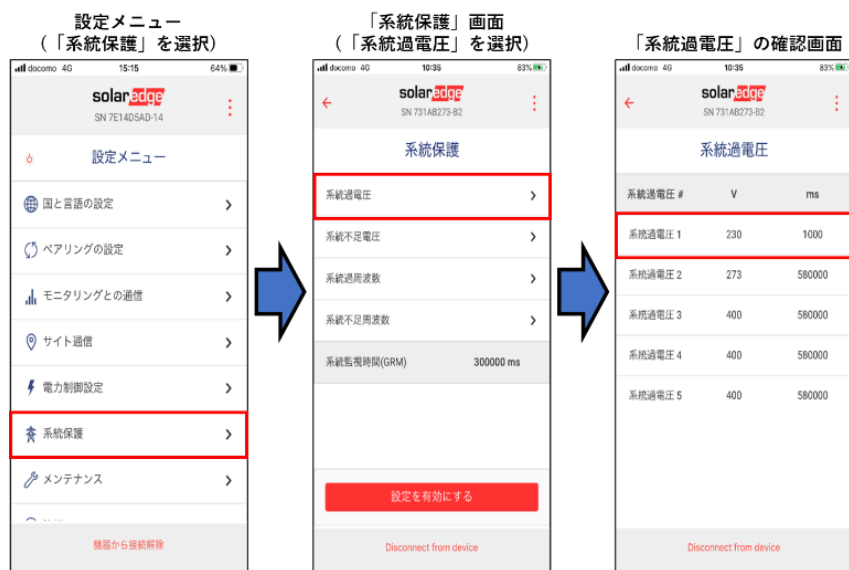 設定メニュー
(「系統保護」を選択)
docomo 4G 15:15 64%
solaredge
SN 7E14D5AD-14
設定メニュー
国と言語の設定
ペアリングの設定
モニタリングとの通信
サイト通信
電力制御設定
系統保護
メンテナンス
機器から接続解除
「系統保護」画面
(「系統過電圧」を選択)
docomo 4G 10:35 83%
solaredge
SN 731AB273-B2
系統保護
系統過電圧
系統不足電圧
系統過周波数
系統不足周波数
系統監視時間(GRM) 300000 ms
設定を有効にする
Disconnect from device
「系統過電圧」の確認画面
docomo 4G 10:35 83%
solaredge
SN 731AB273-B2
系統過電圧
系統過電圧 # V ms
系統過電圧 1 230 1000
系統過電圧 2 273 580000
系統過電圧 3 400 580000
系統過電圧 4 400 580000
系統過電圧 5 400 580000
Disconnect from device